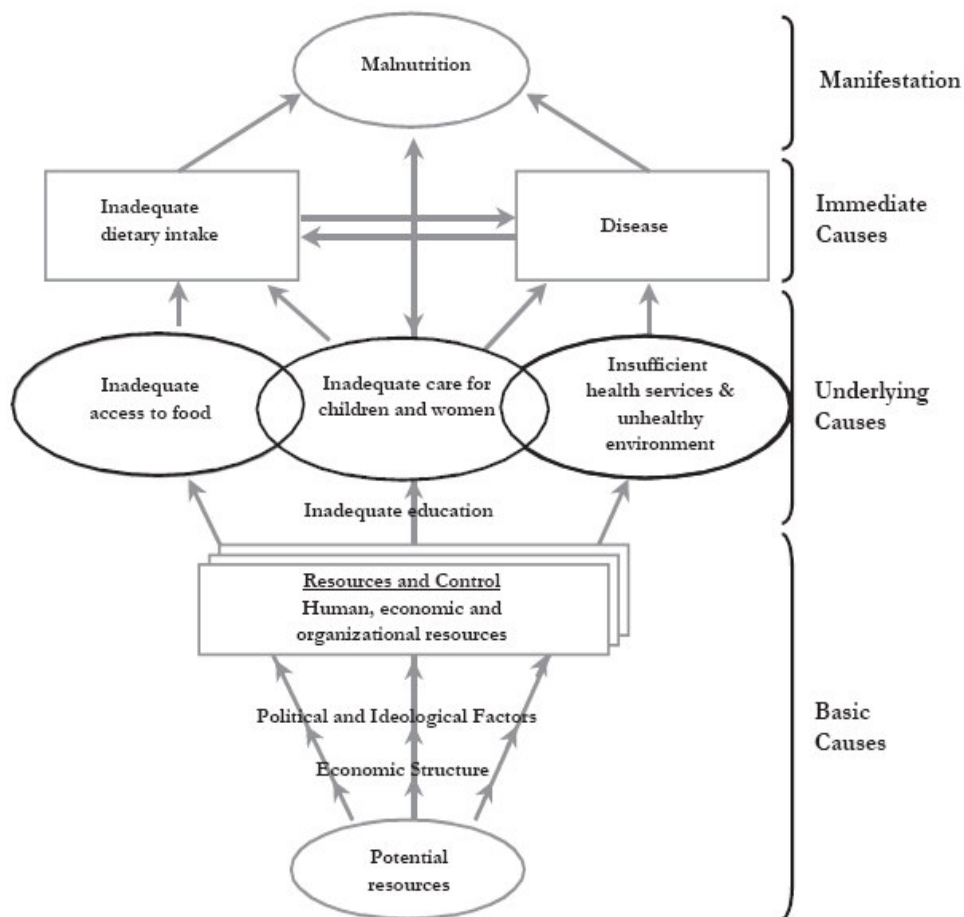 Malnutrition
Manifestation
Inadequate
dietary intake
Disease
Immediate
Causes
Inadequate
access to food
Inadequate care for
children and women
Insufficient
health services &
unhealthy
environment
Underlying
Causes
Inadequate education
Resources and Control
Human, economic and
organizational resources
Political and Ideological Factors
Economic Structure
Basic
Causes
Potential
resources